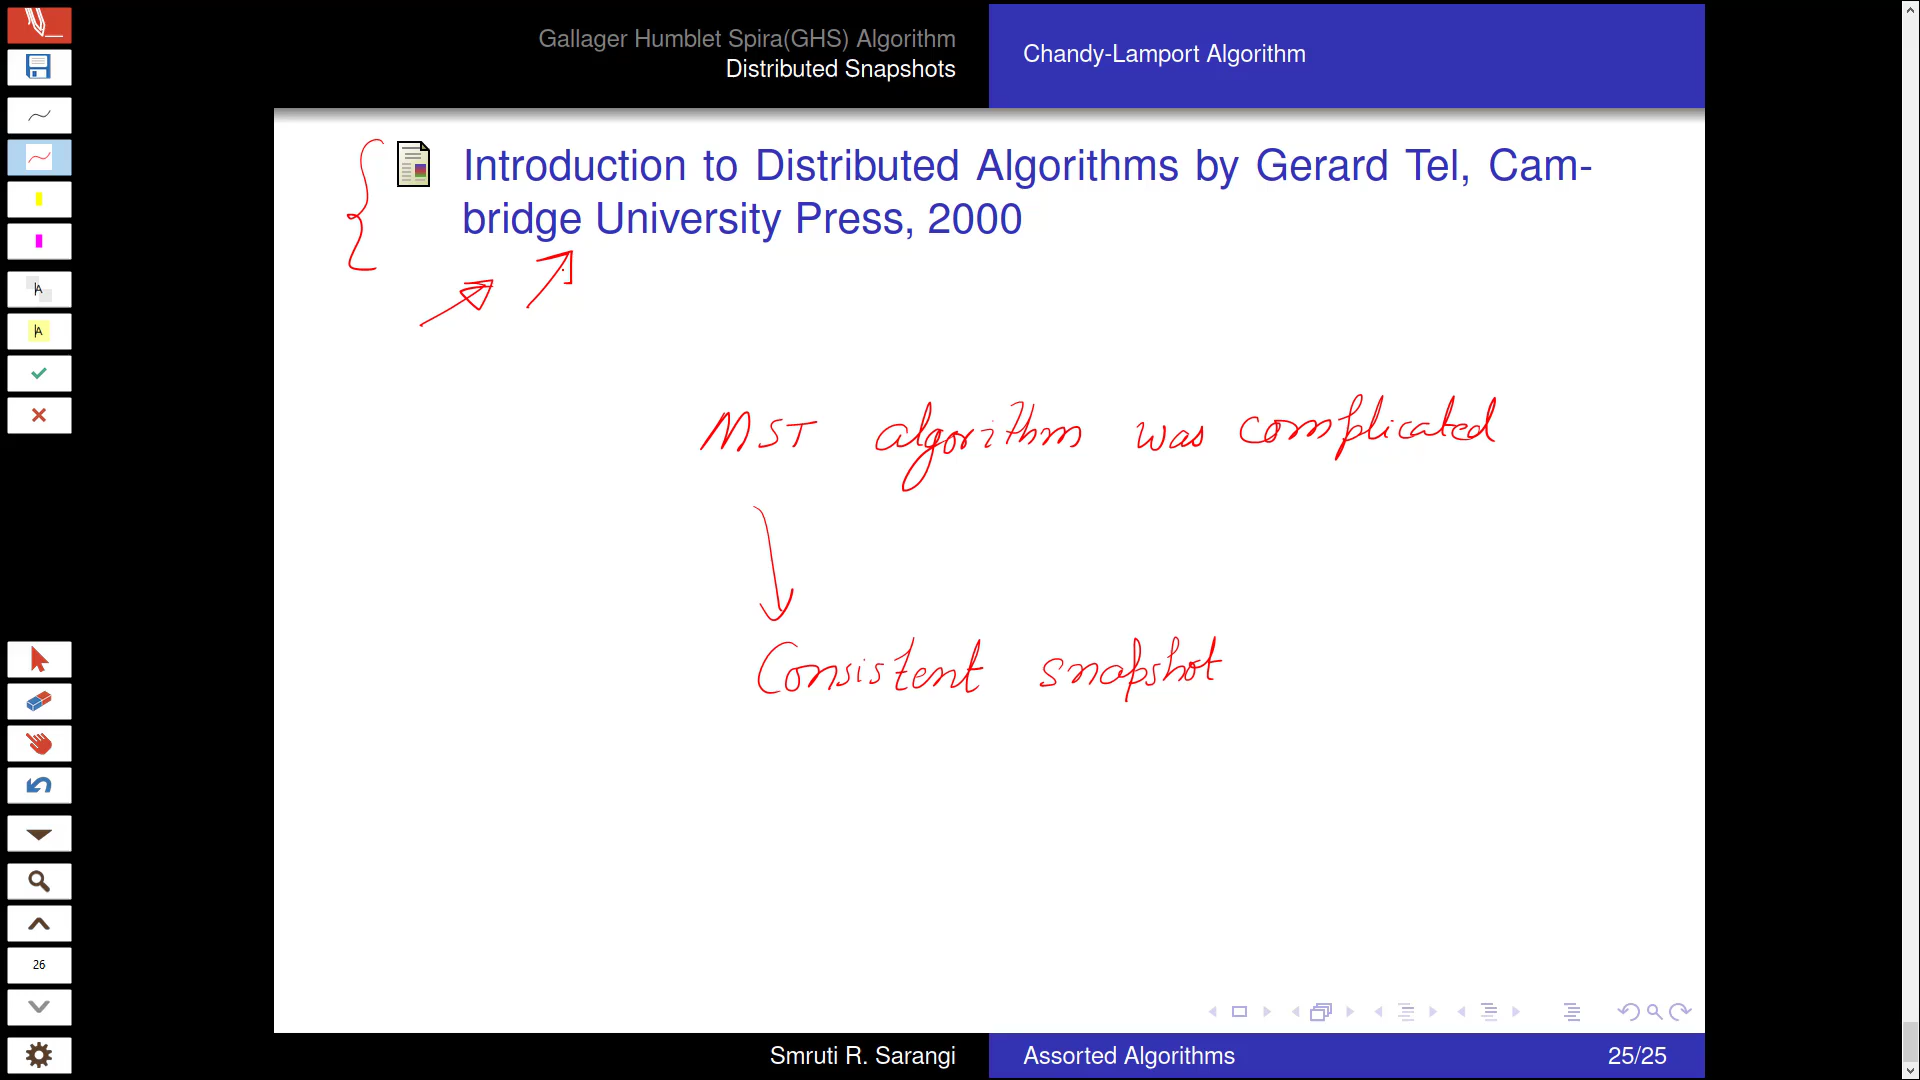 Gallager Humblet Spira(GHS) Algorithm
Distributed Snapshots
Chandy-Lamport Algorithm
Introduction to Distributed Algorithms by Gerard Tel, Cam-
bridge University Press, 2000
MST algorithm was complicated
Consistent snapshot
A
A
26
Smruti R. Sarangi
Assorted Algorithms
25/25